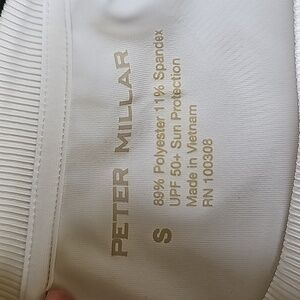 PETER MILLAR
S
89% Polyester 11% Spandex
UPF 50+ Sun Protection
Made in Vietnam
RN 100308